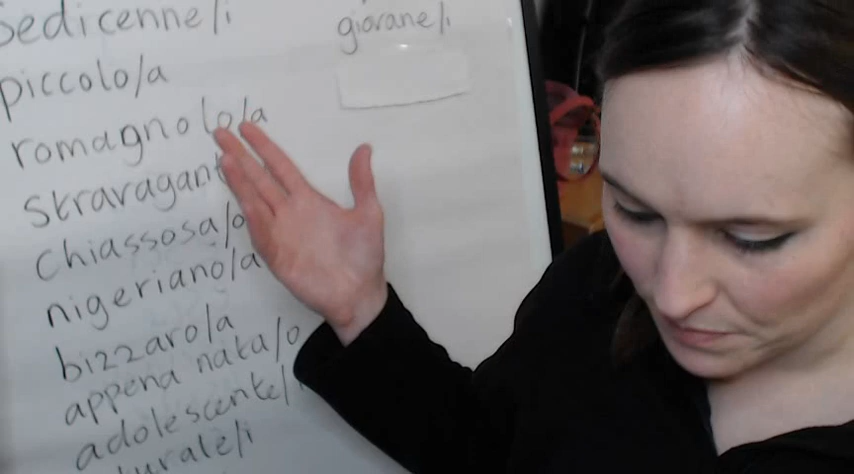 Sedicenne/i
giovane/i
piccolo/a
romagnolo/a
stravagant
chiassosa/o
nigeriano/a
bizzaro/a
appena nata/o
adolescente/i